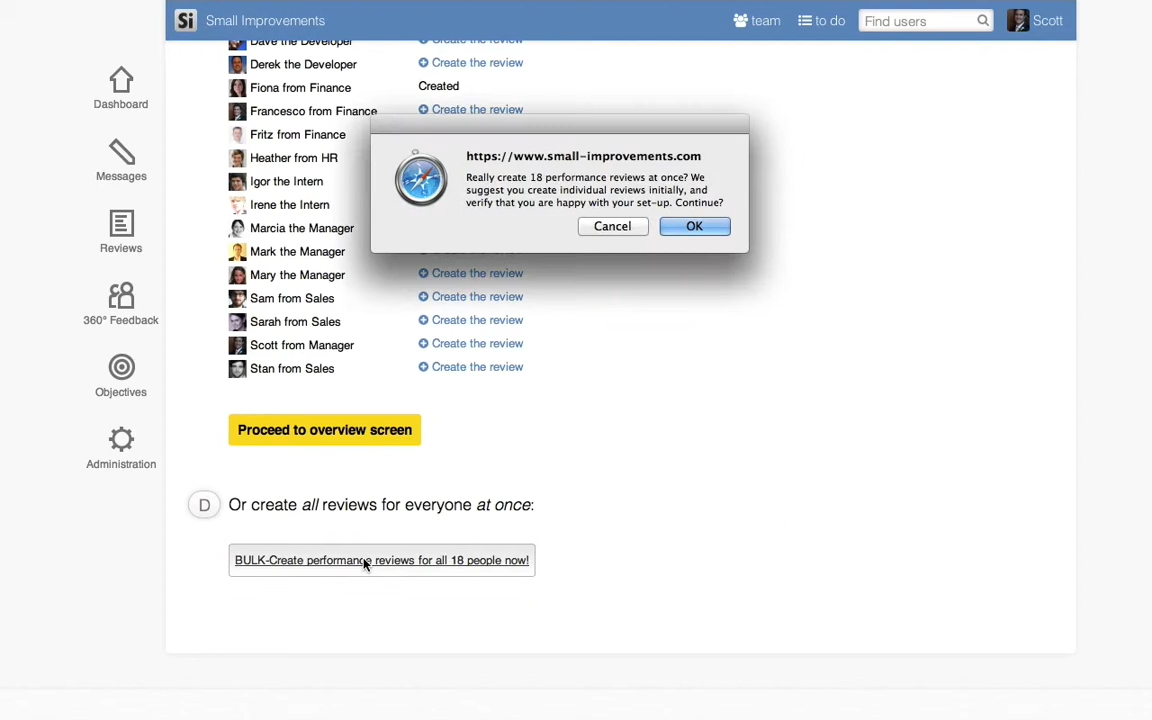 Si Small Improvements team to do Find users Scott
Dave the Developer Create the review
Derek the Developer Create the review
Fiona from Finance Created
Francesco from Finance Create the review
Fritz from Finance
Heather from HR
Igor the Intern
Irene the Intern
Marcia the Manager
Mark the Manager
Mary the Manager Create the review
Sam from Sales Create the review
Sarah from Sales Create the review
Scott from Manager Create the review
Stan from Sales Create the review
Dashboard
Messages
Reviews
360° Feedback
Objectives
Administration
https://www.small-improvements.com
Really create 18 performance reviews at once? We
suggest you create individual reviews initially, and
verify that you are happy with your set-up. Continue?
Cancel OK
Proceed to overview screen
D Or create all reviews for everyone at once:
BULK-Create performance reviews for all 18 people now!